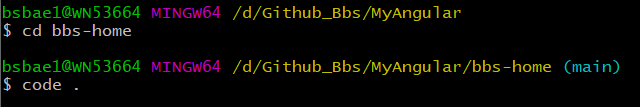 bsbae1@WN53664 MINGW64 /d/Github_Bbs/MyAngular
$ cd bbs-home
bsbae1@WN53664 MINGW64 /d/Github_Bbs/MyAngular/bbs-home (main)
$ code .